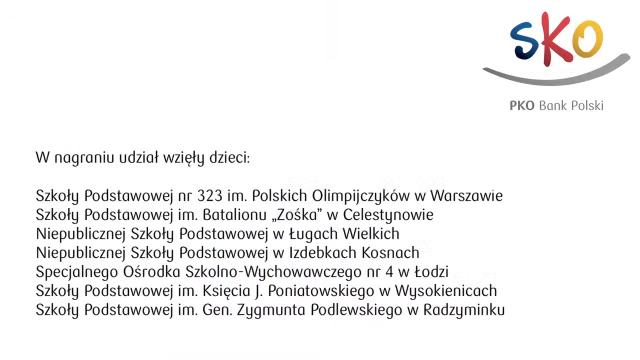 SKO
PKO Bank Polski
W nagraniu udział wzięły dzieci:
Szkoły Podstawowej nr 323 im. Polskich Olimpijczyków w Warszawie
Szkoły Podstawowej im. Batalionu „Zośka” w Celestynowie
Niepublicznej Szkoły Podstawowej w Ługach Wielkich
Niepublicznej Szkoły Podstawowej w Izdebkach Kosnach
Specjalnego Ośrodka Szkolno-Wychowawczego nr 4 w Łodzi
Szkoły Podstawowej im. Księcia J. Poniatowskiego w Wysokienicach
Szkoły Podstawowej im. Gen. Zygmunta Podlewskiego w Radzyminku